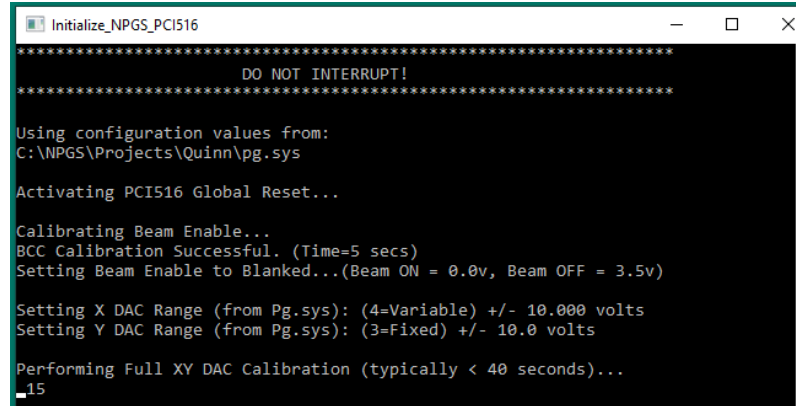 Initialize_NPGS_PCI516
********************************************************************
DO NOT INTERRUPT!
********************************************************************
Using configuration values from:
C:\NPGS\Projects\Quinn\pg.sys
Activating PCI516 Global Reset...
Calibrating Beam Enable...
BCC Calibration Successful. (Time=5 secs)
Setting Beam Enable to Blanked...(Beam ON = 0.0v, Beam OFF = 3.5v)
Setting X DAC Range (from Pg.sys): (4=Variable) +/- 10.000 volts
Setting Y DAC Range (from Pg.sys): (3=Fixed) +/- 10.0 volts
Performing Full XY DAC Calibration (typically < 40 seconds)...
15